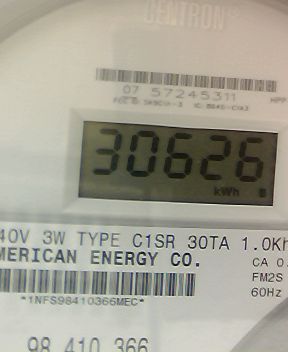 CENTRON®
07 57245311
30626
kWh
40V 3W TYPE C1SR 30TA 1.0Kh
MERICAN ENERGY CO.
CA 0.
FM2S
60Hz
*1NFS98410366MEC*
98 410 366